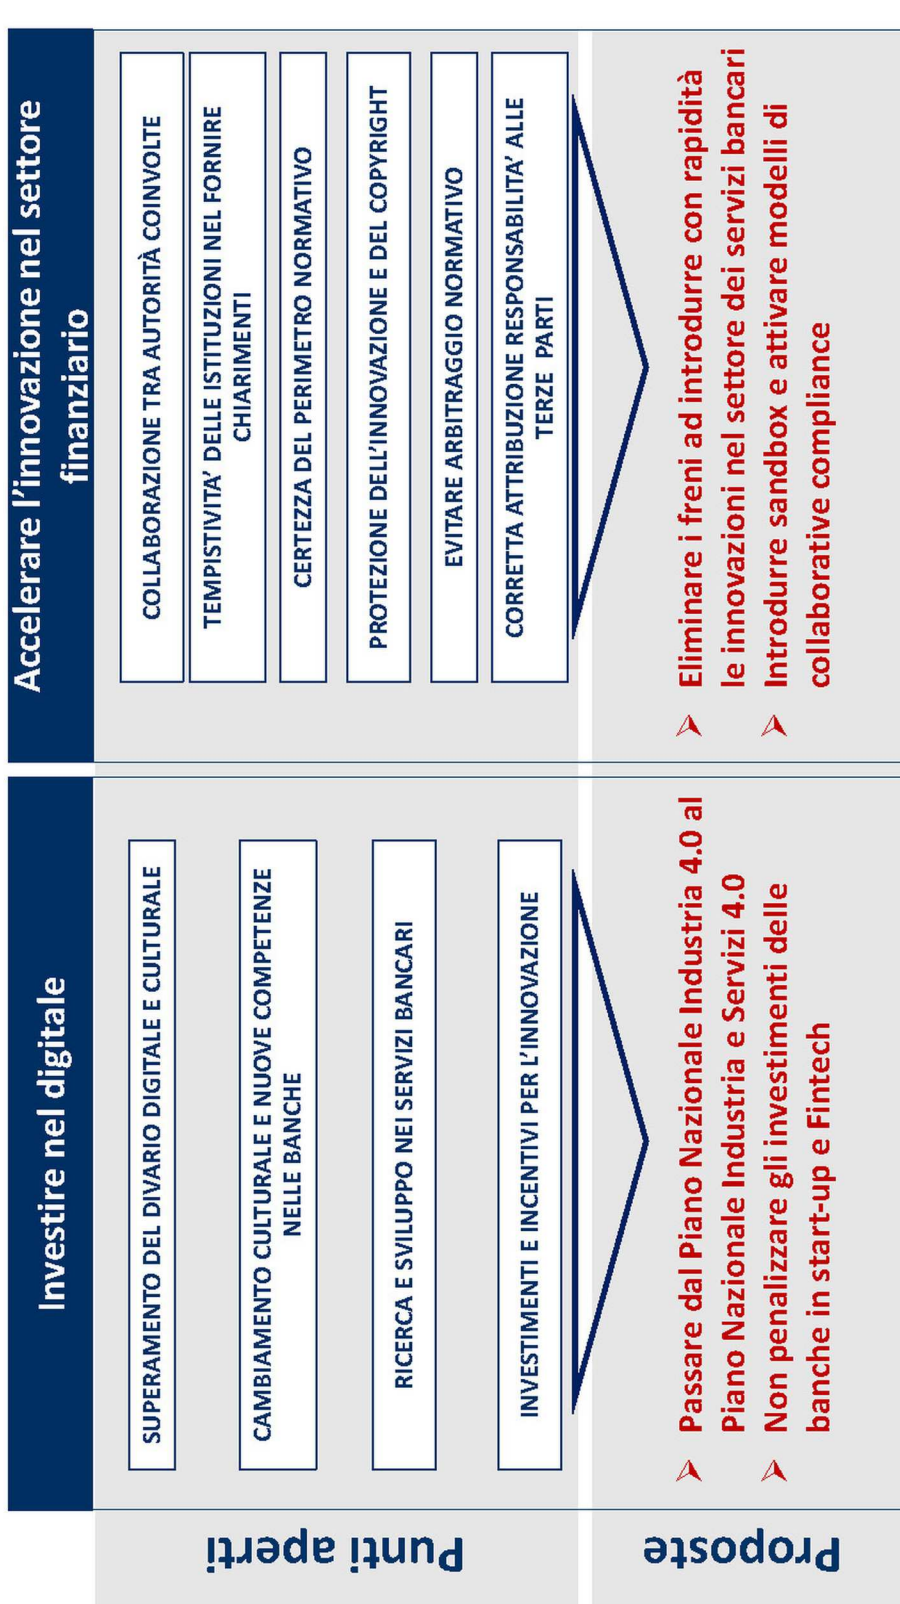 Investire nel digitale
Accelerare l’innovazione nel settore
finanziario
Punti aperti
SUPERAMENTO DEL DIVARIO DIGITALE E CULTURALE
CAMBIAMENTO CULTURALE E NUOVE COMPETENZE
NELLE BANCHE
RICERCA E SVILUPPO NEI SERVIZI BANCARI
INVESTIMENTI E INCENTIVI PER L’INNOVAZIONE
COLLABORAZIONE TRA AUTORITÀ COINVOLTE
TEMPISTIVITA’ DELLE ISTITUZIONI NEL FORNIRE
CHIARIMENTI
CERTEZZA DEL PERIMETRO NORMATIVO
PROTEZIONE DELL’INNOVAZIONE E DEL COPYRIGHT
EVITARE ARBITRAGGIO NORMATIVO
CORRETTA ATTRIBUZIONE RESPONSABILITA’ ALLE
TERZE PARTI
Proposte
Passare dal Piano Nazionale Industria 4.0 al
Piano Nazionale Industria e Servizi 4.0
Non penalizzare gli investimenti delle
banche in start-up e Fintech
Eliminare i freni ad introdurre con rapidità
le innovazioni nel settore dei servizi bancari
Introdurre sandbox e attivare modelli di
collaborative compliance